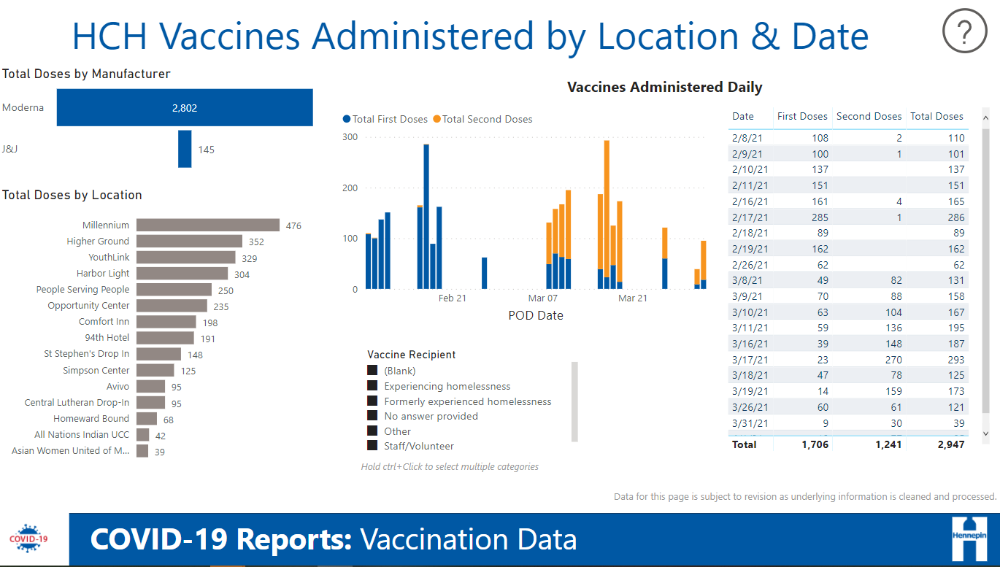 HCH Vaccines Administered by Location & Date
?
Total Doses by Manufacturer
Moderna 2,802
J&J 145
Total Doses by Location
Millennium 476
Higher Ground 352
YouthLink 329
Harbor Light 304
People Serving People 250
Opportunity Center 235
Comfort Inn 198
94th Hotel 191
St Stephen's Drop In 148
Simpson Center 125
Avivo 95
Central Lutheran Drop-In 95
Homeward Bound 68
All Nations Indian UCC 42
Asian Women United of M... 39
Vaccines Administered Daily
Total First Doses Total Second Doses
300
200
100
0
Feb 21 Mar 07 Mar 21
POD Date
Vaccine Recipient
(Blank)
Experiencing homelessness
Formerly experienced homelessness
No answer provided
Other
Staff/Volunteer
Hold ctrl+Click to select multiple categories
Date First Doses Second Doses Total Doses
2/8/21 108 2 110
2/9/21 100 1 101
2/10/21 137 137
2/11/21 151 151
2/16/21 161 4 165
2/17/21 285 1 286
2/18/21 89 89
2/19/21 162 162
2/26/21 62 62
3/8/21 49 82 131
3/9/21 70 88 158
3/10/21 63 104 167
3/11/21 59 136 195
3/16/21 39 148 187
3/17/21 23 270 293
3/18/21 47 78 125
3/19/21 14 159 173
3/26/21 60 61 121
3/31/21 9 30 39
Total 1,706 1,241 2,947
Data for this page is subject to revision as underlying information is cleaned and processed.
COVID-19
COVID-19 Reports: Vaccination Data
Hennepin